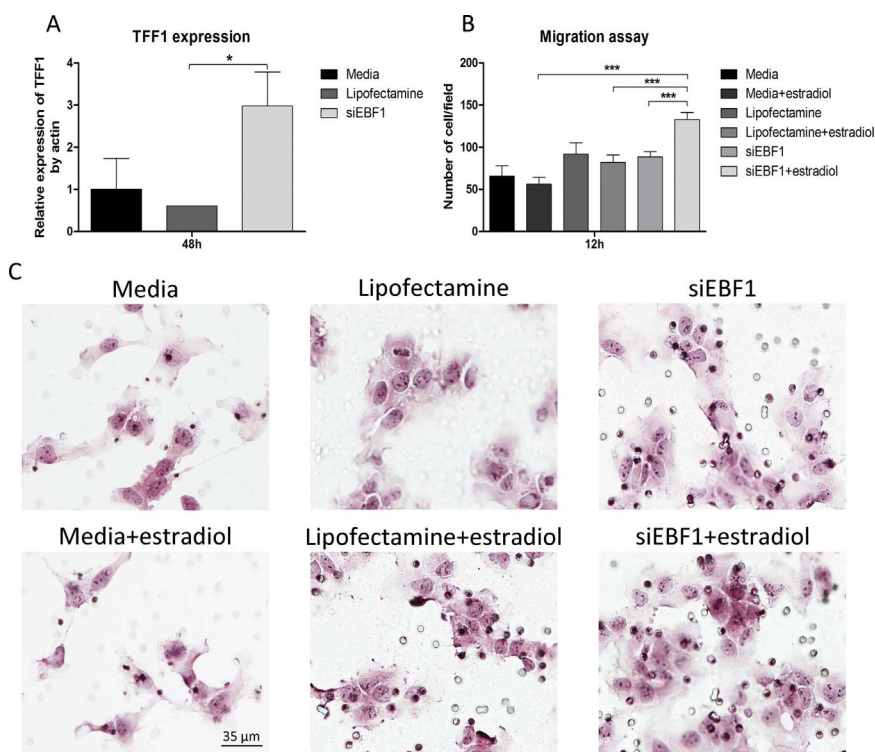 A
TFF1 expression
Relative expression of TFF1
by actin
4
3
2
1
0
*
48h
Media
Lipofectamine
siEBF1
B
Migration assay
Number of cell/field
200
150
100
50
0
***
***
***
12h
Media
Media+estradiol
Lipofectamine
Lipofectamine+estradiol
siEBF1
siEBF1+estradiol
C
Media
Lipofectamine
siEBF1
Media+estradiol
Lipofectamine+estradiol
siEBF1+estradiol
35 µm